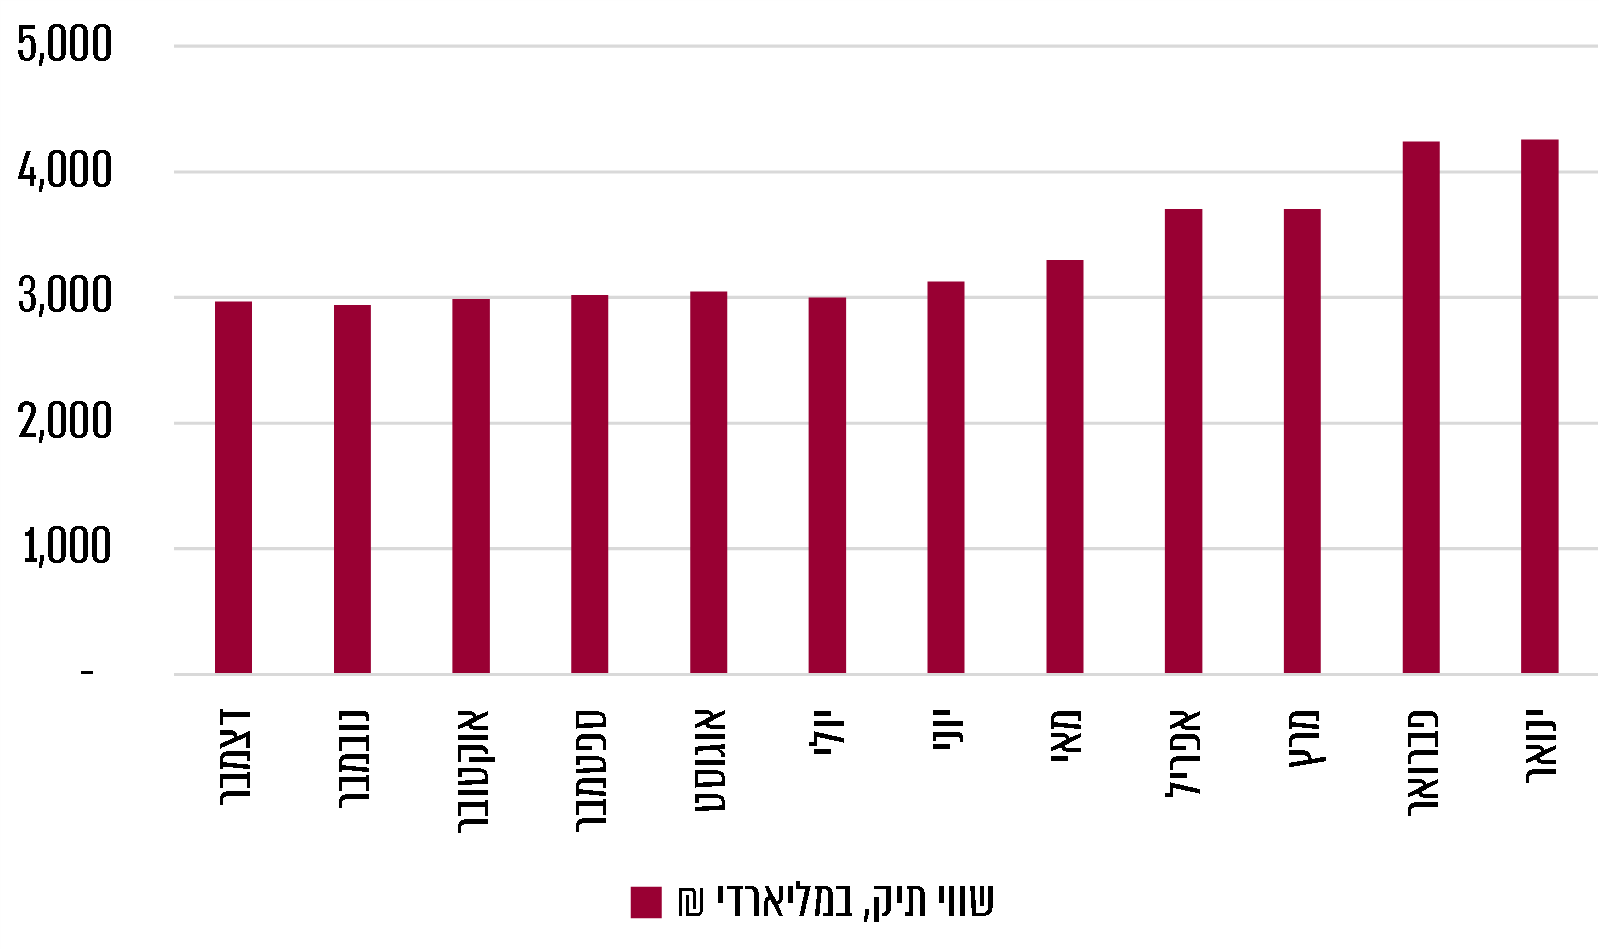 5,000
4,000
3,000
2,000
1,000
-
דצמבר
נובמבר
אוקטובר
ספטמבר
אוגוסט
יולי
יוני
מאי
אפריל
מרץ
פברואר
ינואר
שווי תיק, במליארדי ₪